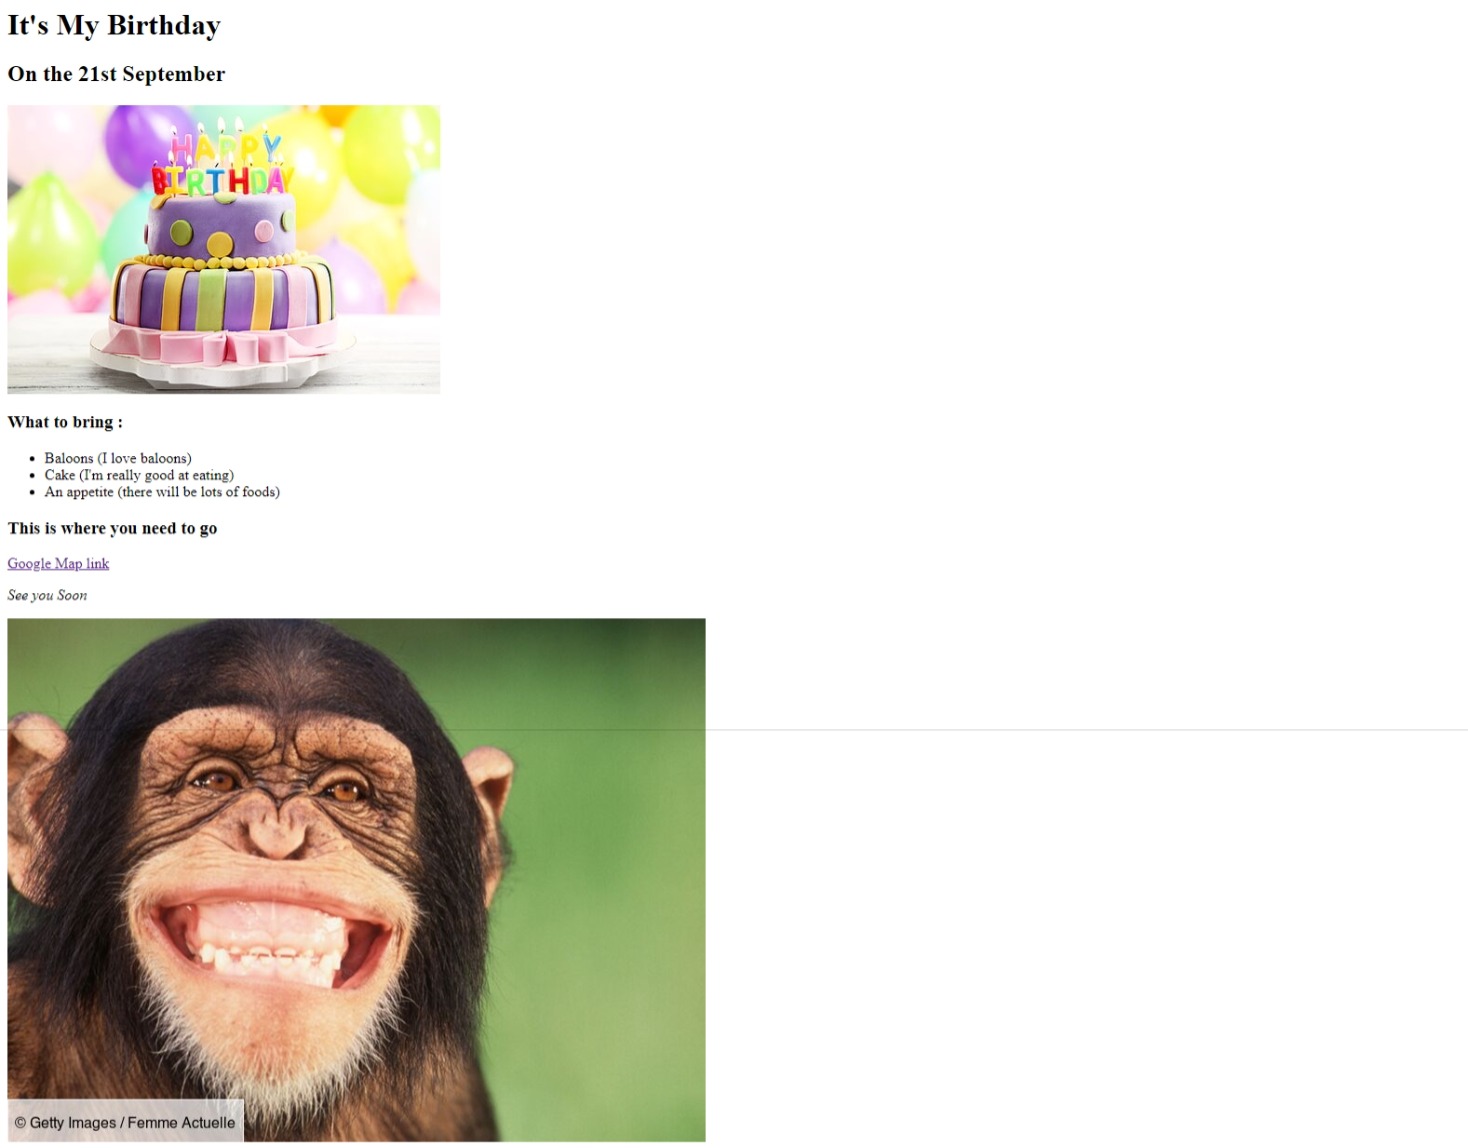 It's My Birthday
On the 21st September
HAPPY
BIRTHDAY
What to bring :
Baloons (I love baloons)
Cake (I'm really good at eating)
An appetite (there will be lots of foods)
This is where you need to go
Google Map link
See you Soon
© Getty Images / Femme Actuelle